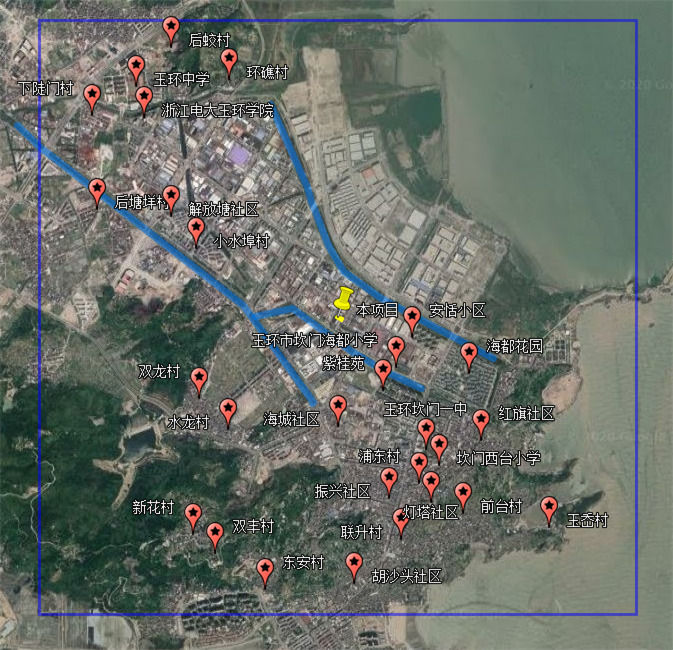 后蛟村
环礁村
玉环中学
下陡门村
浙江电大玉环学院
后塘垟村
解放塘社区
小水埠村
本项目
安恬小区
玉环市坎门海都小学
海都花园
紫桂苑
双龙村
水龙村
海城社区
玉环坎门一中
红旗社区
浦东村
坎门西台小学
振兴社区
新花村
灯塔社区
前台村
双丰村
联升村
王岙村
东安村
胡沙头社区